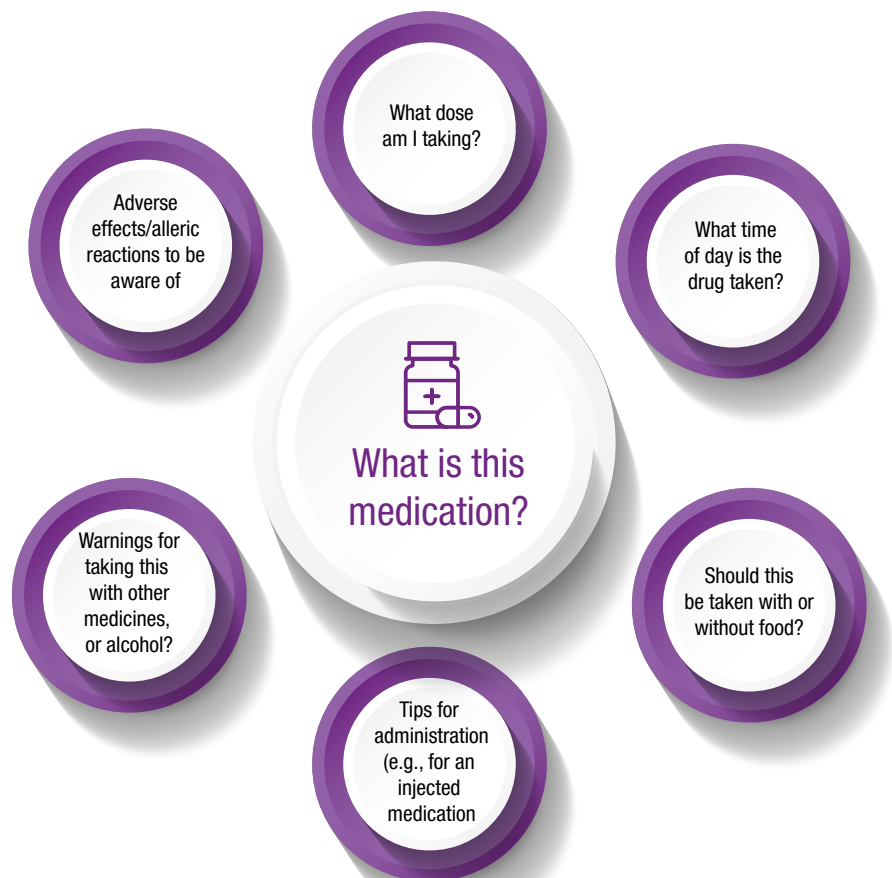 What dose
am I taking?
What time
of day is the
drug taken?
Should this
be taken with or
without food?
Tips for
administration
(e.g., for an
injected
medication
Warnings for
taking this
with other
medicines,
or alcohol?
Adverse
effects/alleric
reactions to be
aware of
What is this
medication?